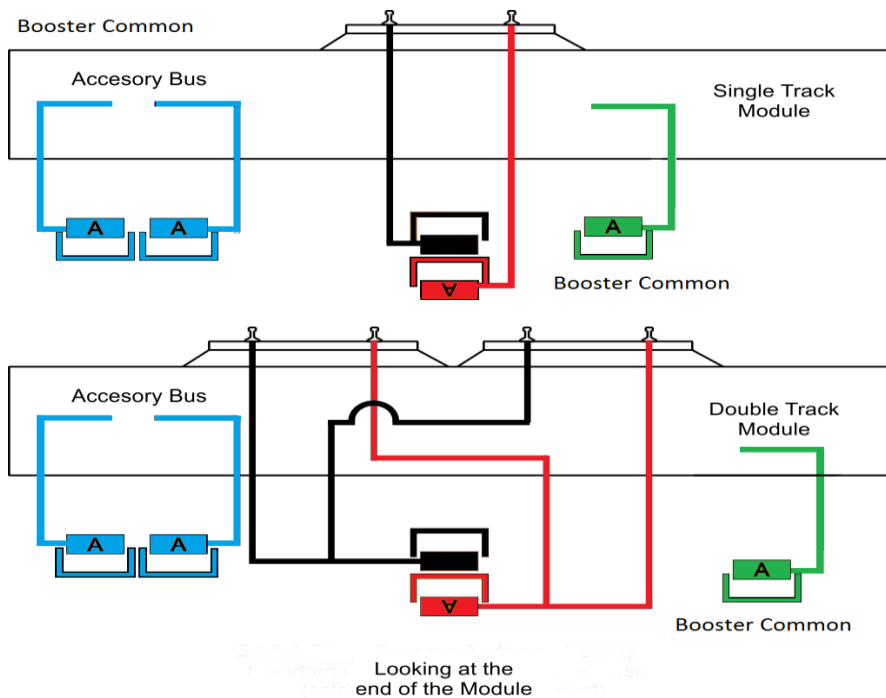 Booster Common
Accesory Bus
Single Track
Module
A
A
A
A
Booster Common
Accesory Bus
Double Track
Module
A
A
A
A
Booster Common
Looking at the
end of the Module